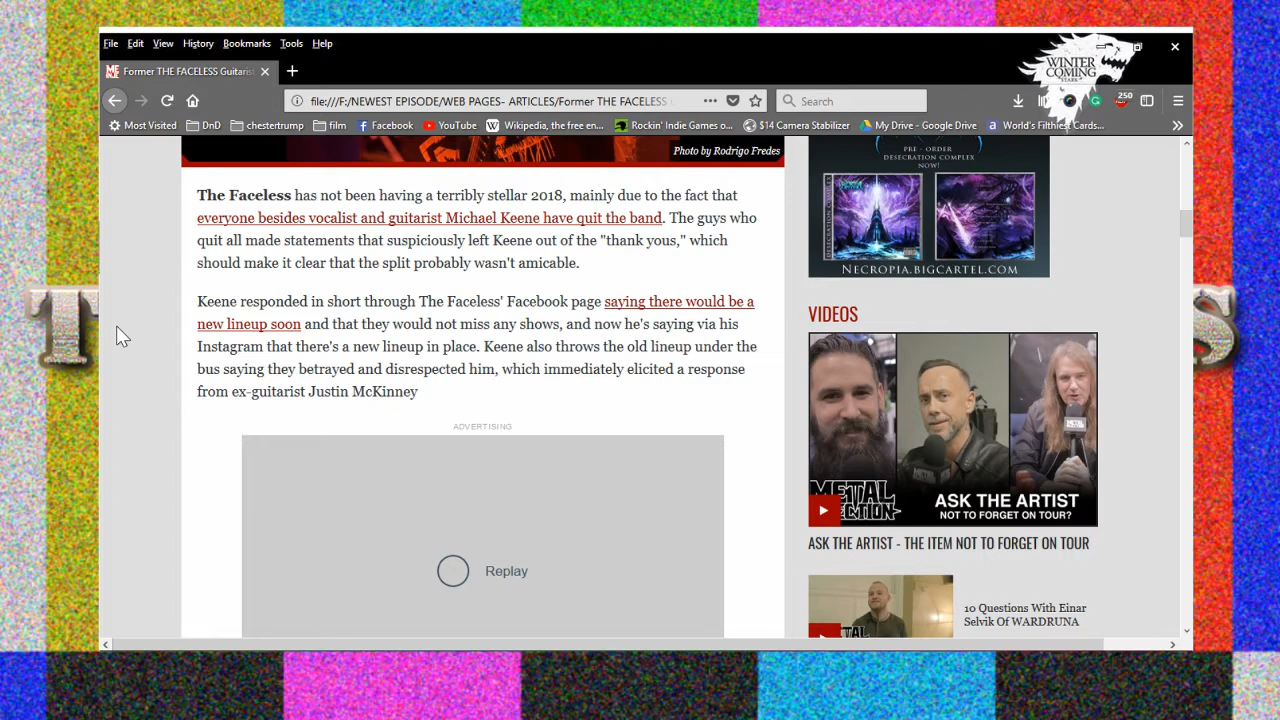 File Edit View History Bookmarks Tools Help
WINTER
COMING
STARK
Former THE FACELESS Guitarist
file:///F:/NEWEST EPISODE/WEB PAGES- ARTICLES/Former THE FACELESS
Search
250
Most Visited DnD chestertrump film Facebook YouTube Wikipedia, the free en... Rockin' Indie Games o... $14 Camera Stabilizer My Drive - Google Drive World's Filthiest Cards...
Photo by Rodrigo Fredes
The Faceless has not been having a terribly stellar 2018, mainly due to the fact that
everyone besides vocalist and guitarist Michael Keene have quit the band. The guys who
quit all made statements that suspiciously left Keene out of the "thank yous," which
should make it clear that the split probably wasn't amicable.
Keene responded in short through The Faceless' Facebook page saying there would be a
new lineup soon and that they would not miss any shows, and now he's saying via his
Instagram that there's a new lineup in place. Keene also throws the old lineup under the
bus saying they betrayed and disrespected him, which immediately elicited a response
from ex-guitarist Justin McKinney
ADVERTISING
Replay
PRE - ORDER
DESECRATION COMPLEX
NOW!
NECROPIA.BIGCARTEL.COM
VIDEOS
METAL
INJECTION
ASK THE ARTIST
NOT TO FORGET ON TOUR?
ASK THE ARTIST - THE ITEM NOT TO FORGET ON TOUR
METAL
10 Questions With Einar
Selvik Of WARDRUNA
T
S